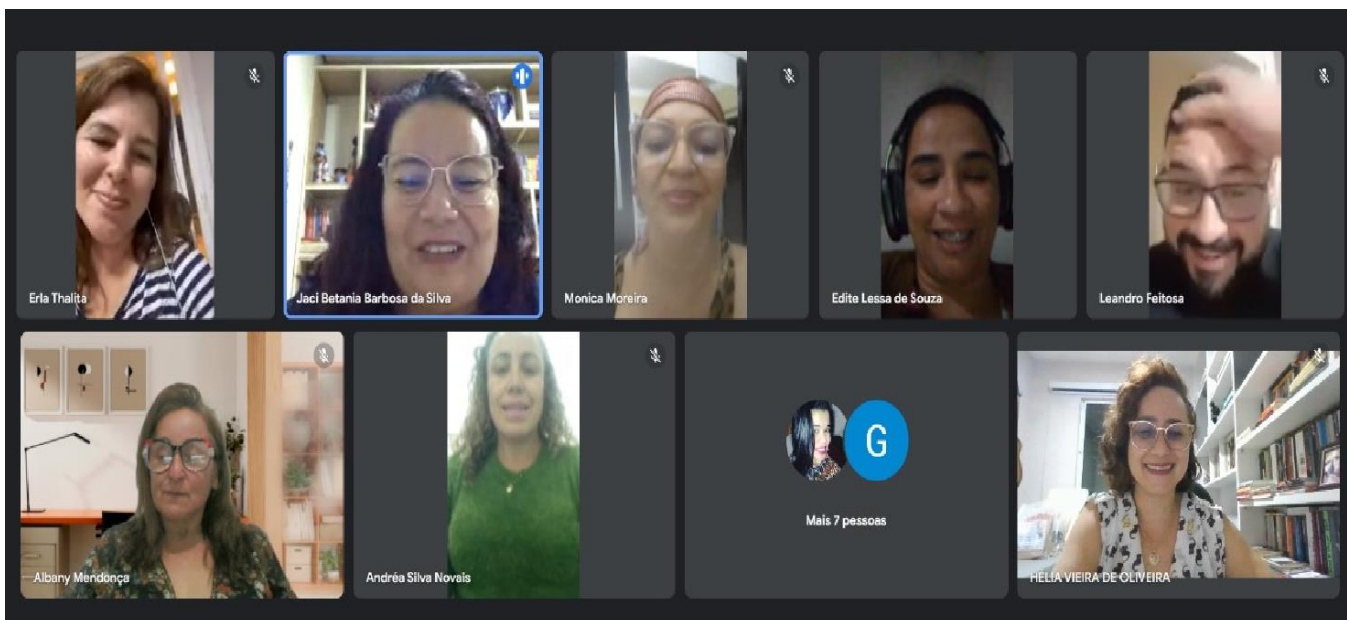 Erla Thalita
Jaci Betania Barbosa da Silva
Monica Moreira
Edite Lessa de Souza
Leandro Feitosa
Albany Mendonça
Andréa Silva Novais
G
Mais 7 pessoas
HELIA VIEIRA DE OLIVEIRA